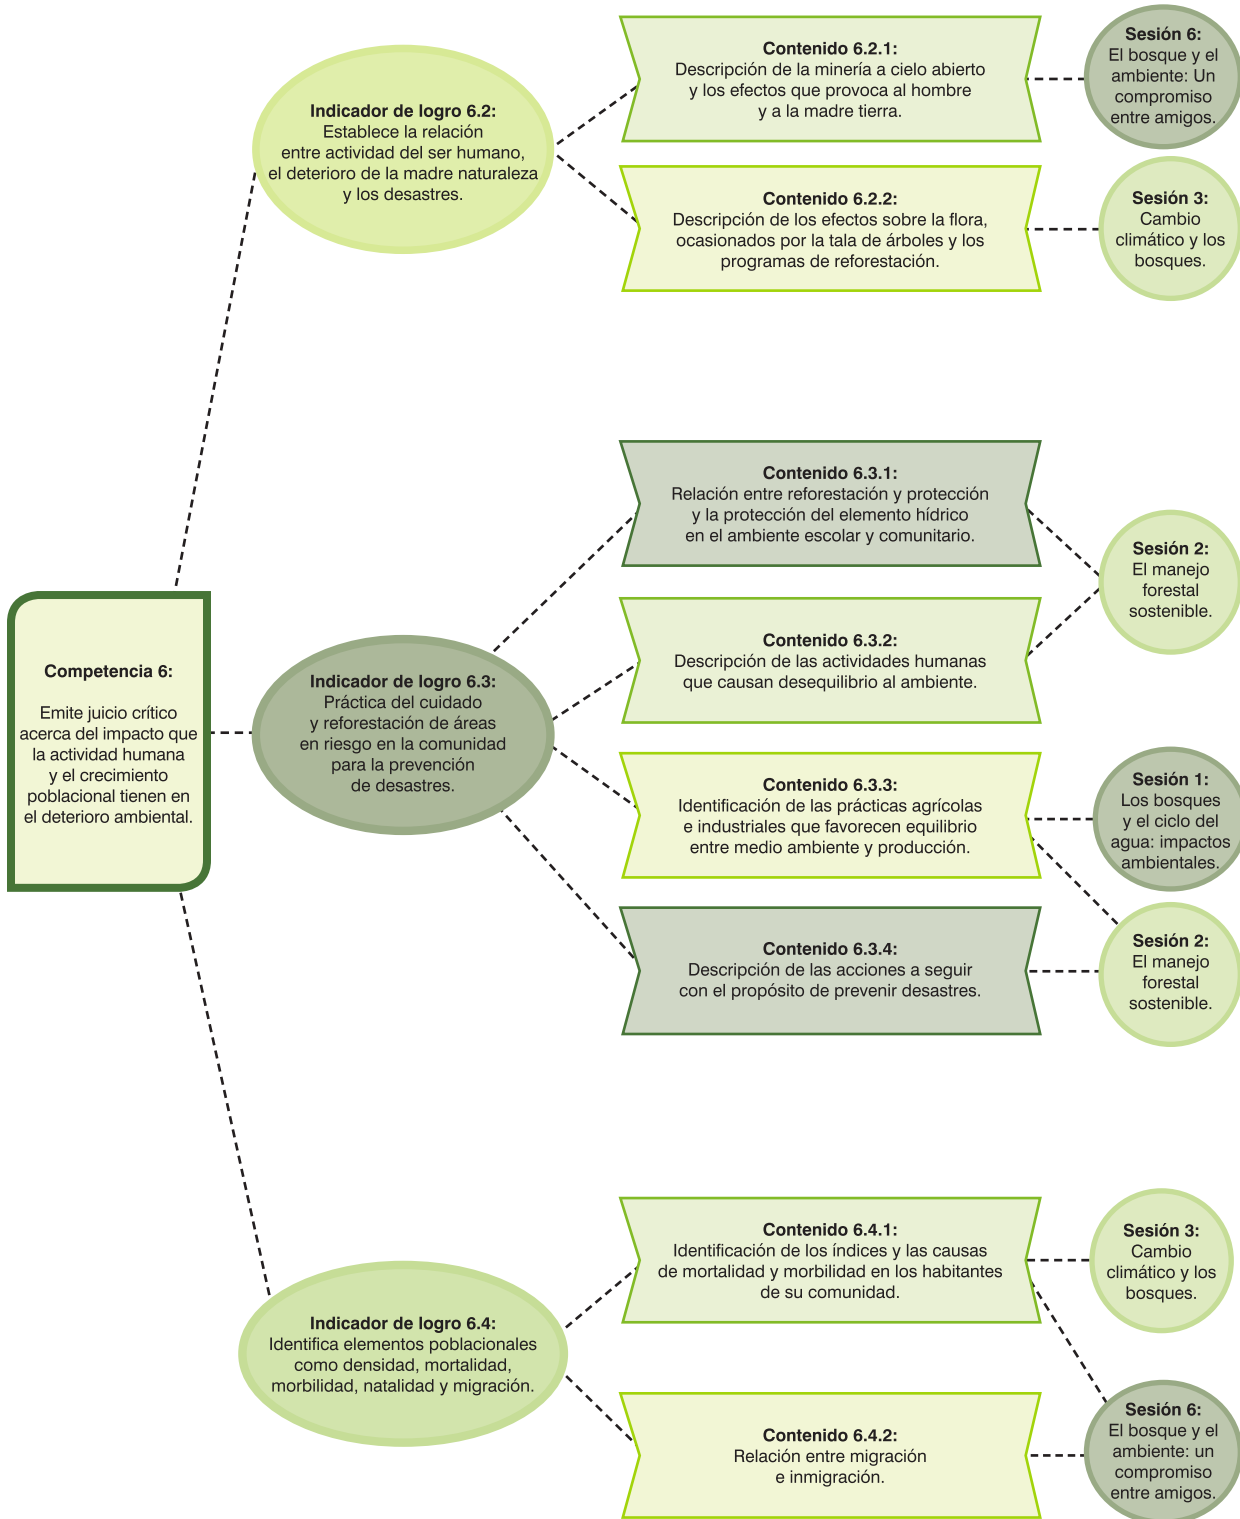 Competencia 6:
Emite juicio crítico
acerca del impacto que
la actividad humana
y el crecimiento
poblacional tienen en
el deterioro ambiental.
Indicador de logro 6.2:
Establece la relación
entre actividad del ser humano,
el deterioro de la madre naturaleza
y los desastres.
Contenido 6.2.1:
Descripción de la minería a cielo abierto
y los efectos que provoca al hombre
y a la madre tierra.
Sesión 6:
El bosque y el
ambiente: Un
compromiso
entre amigos.
Contenido 6.2.2:
Descripción de los efectos sobre la flora,
ocasionados por la tala de árboles y los
programas de reforestación.
Sesión 3:
Cambio
climático y los
bosques.
Indicador de logro 6.3:
Práctica del cuidado
y reforestación de áreas
en riesgo en la comunidad
para la prevención
de desastres.
Contenido 6.3.1:
Relación entre reforestación y protección
y la protección del elemento hídrico
en el ambiente escolar y comunitario.
Contenido 6.3.2:
Descripción de las actividades humanas
que causan desequilibrio al ambiente.
Sesión 2:
El manejo
forestal
sostenible.
Contenido 6.3.3:
Identificación de las prácticas agrícolas
e industriales que favorecen equilibrio
entre medio ambiente y producción.
Sesión 1:
Los bosques
y el ciclo del
agua: impactos
ambientales.
Contenido 6.3.4:
Descripción de las acciones a seguir
con el propósito de prevenir desastres.
Sesión 2:
El manejo
forestal
sostenible.
Indicador de logro 6.4:
Identifica elementos poblacionales
como densidad, mortalidad,
morbilidad, natalidad y migración.
Contenido 6.4.1:
Identificación de los índices y las causas
de mortalidad y morbilidad en los habitantes
de su comunidad.
Sesión 3:
Cambio
climático y los
bosques.
Contenido 6.4.2:
Relación entre migración
e inmigración.
Sesión 6:
El bosque y el
ambiente: un
compromiso
entre amigos.